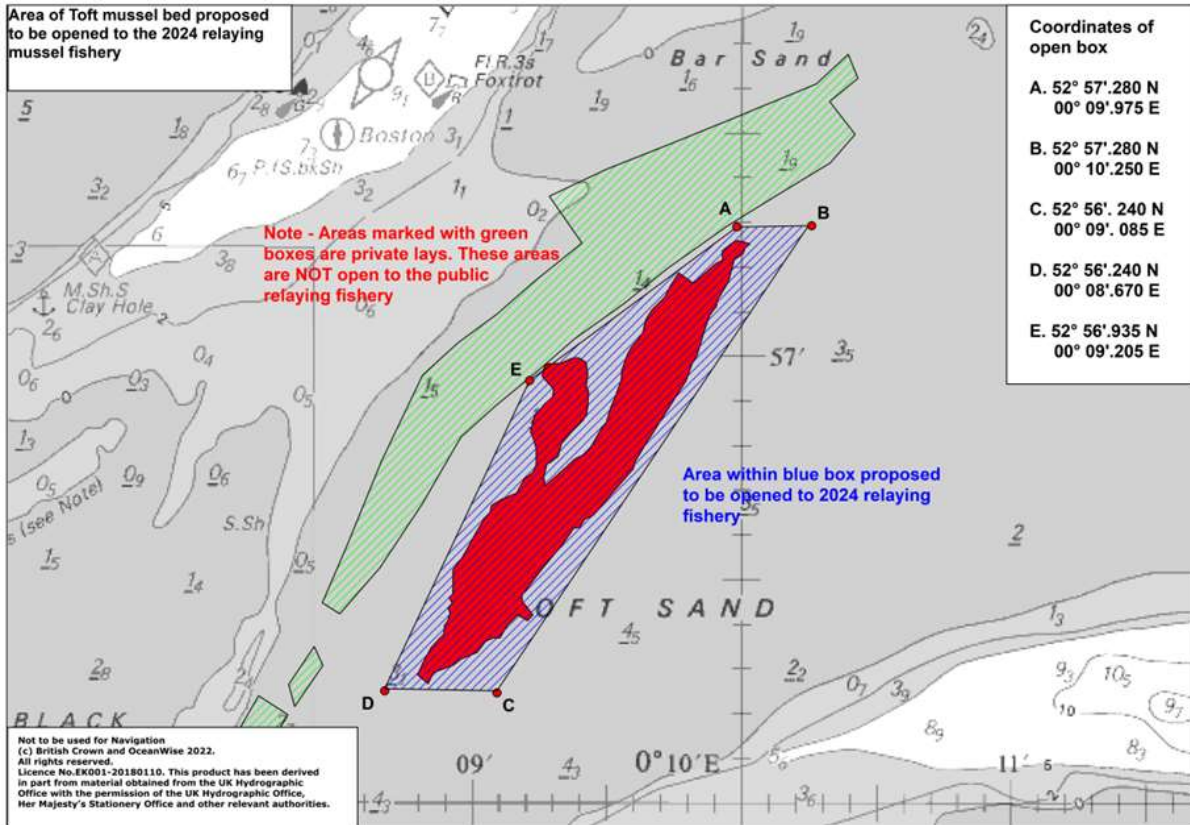 Area of Toft mussel bed proposed
to be opened to the 2024 relaying
mussel fishery
Coordinates of
open box
A. 52° 57'.280 N
00° 09'.975 E
B. 52° 57'.280 N
00° 10'.250 E
C. 52° 56'. 240 N
00° 09'. 085 E
D. 52° 56'.240 N
00° 08'.670 E
E. 52° 56'.935 N
00° 09'.205 E
Bar Sand
Fl R.3s
Foxtrot
Boston
P.fS.bkSh
Note - Areas marked with green
boxes are private lays. These areas
are NOT open to the public
relaying fishery
A
B
M.Sh.S
Clay Hole
57'
E
Area within blue box proposed
to be opened to 2024 relaying
fishery
(see Note)
S.Sh
OFT SAND
D
C
BLACK
09'
0° 10'E
11'
Not to be used for Navigation
(c) British Crown and OceanWise 2022.
All rights reserved.
Licence No.EK001-20180110. This product has been derived
in part from material obtained from the UK Hydrographic
Office with the permission of the UK Hydrographic Office,
Her Majesty's Stationery Office and other relevant authorities.